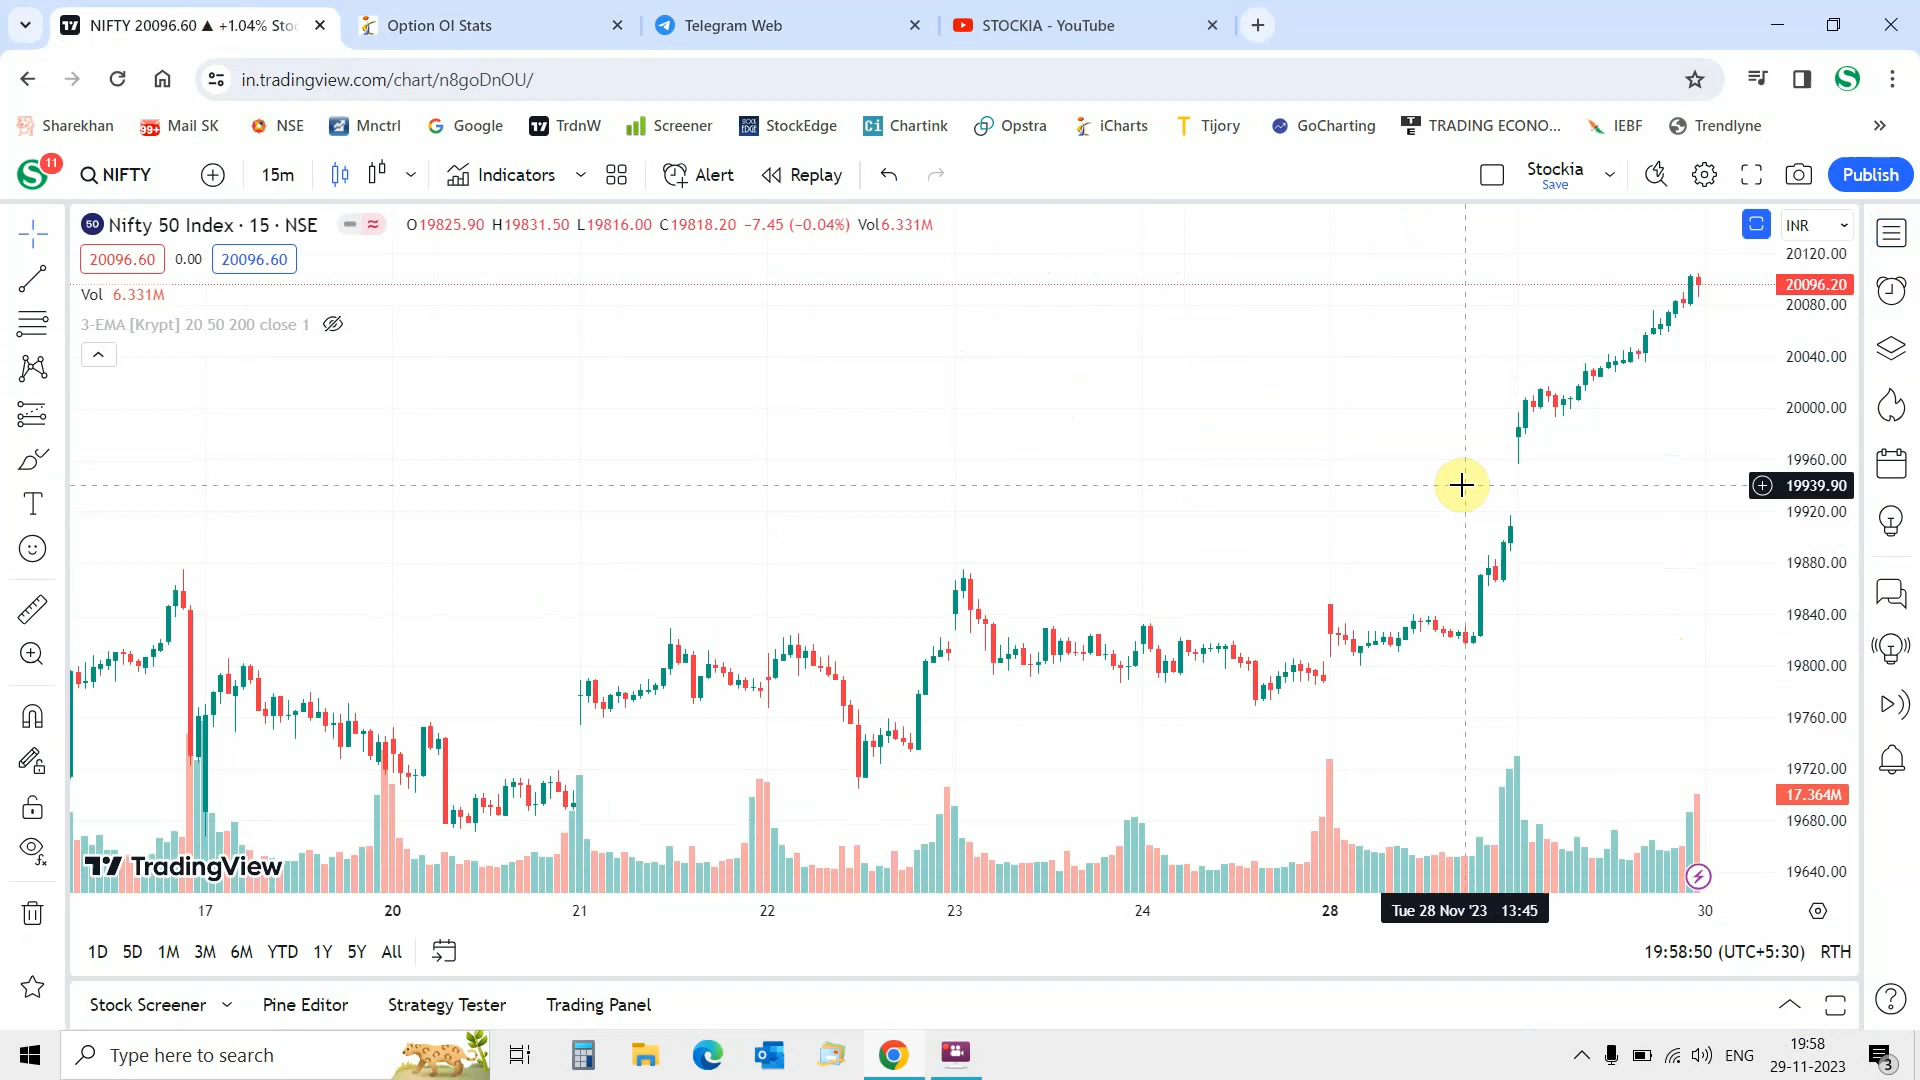 NIFTY 20096.60 ▲ +1.04% Stoc
Option OI Stats
Telegram Web
STOCKIA - YouTube
in.tradingview.com/chart/n8goDnOU/
Sharekhan
99+
Mail SK
NSE
Mnctrl
Google
TrdnW
Screener
STOCK EDGE
StockEdge
Ci
Chartink
Opstra
iCharts
Tijory
GoCharting
TRADING ECONO...
IEBF
Trendlyne
11
NIFTY
15m
Indicators
Alert
Replay
Stockia
Save
Publish
50 Nifty 50 Index · 15 · NSE
O19825.90 H19831.50 L19816.00 C19818.20 −7.45 (−0.04%) Vol6.331M
INR
20096.60 0.00 20096.60
Vol 6.331M
3-EMA [Krypt] 20 50 200 close 1
20120.00
20096.20
20080.00
20040.00
20000.00
19960.00
19939.90
19920.00
19880.00
19840.00
19800.00
19760.00
19720.00
17.364M
19680.00
19640.00
TradingView
17 20 21 22 23 24 28 Tue 28 Nov '23 13:45 30
1D 5D 1M 3M 6M YTD 1Y 5Y All
19:58:50 (UTC+5:30) RTH
Stock Screener
Pine Editor
Strategy Tester
Trading Panel
Type here to search
ENG
19:58
29-11-2023
3